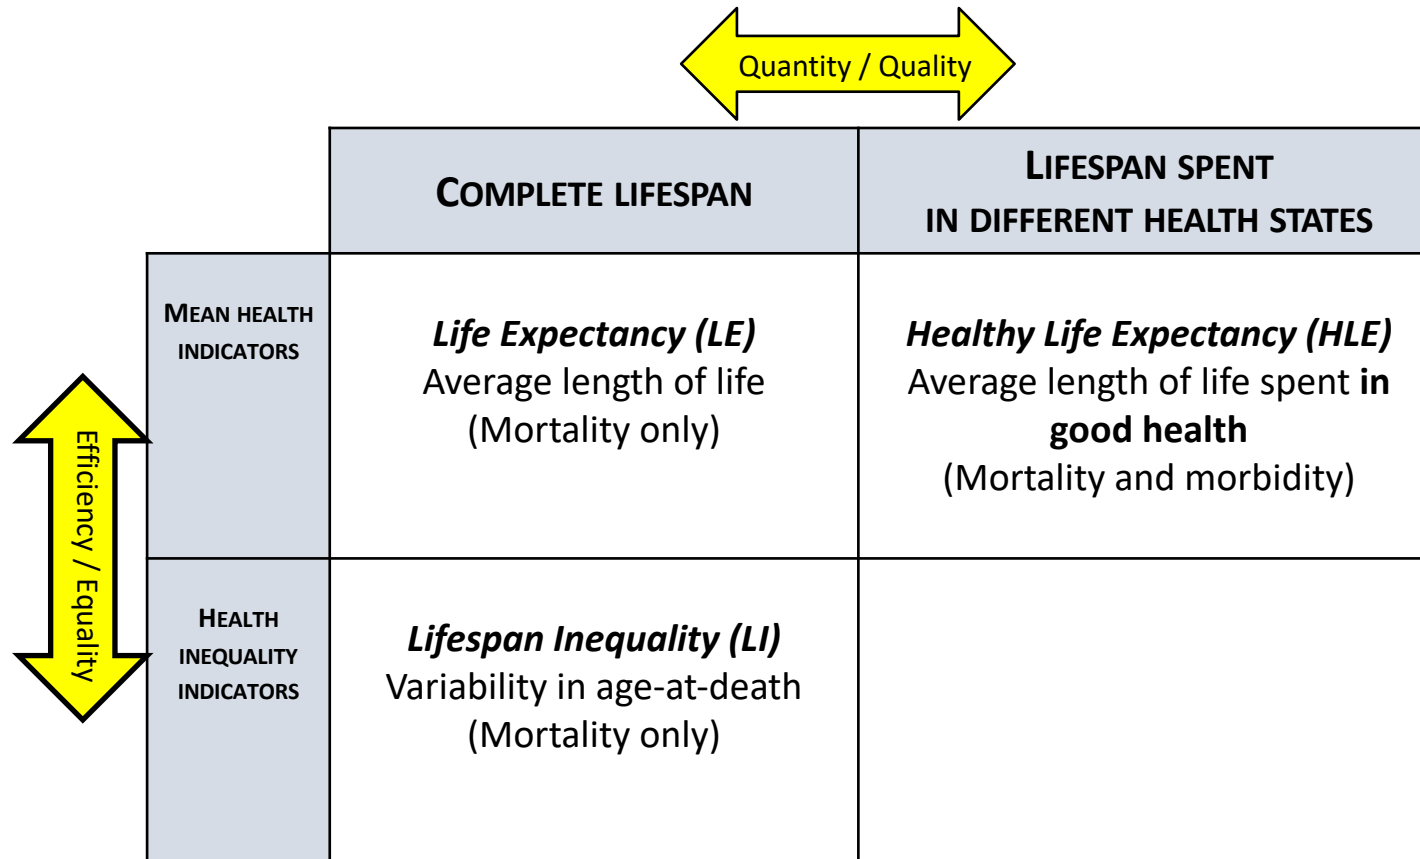 Quantity / Quality
COMPLETE LIFESPAN
LIFESPAN SPENT
IN DIFFERENT HEALTH STATES
MEAN HEALTH
INDICATORS
Life Expectancy (LE)
Average length of life
(Mortality only)
Healthy Life Expectancy (HLE)
Average length of life spent in
good health
(Mortality and morbidity)
Efficiency / Equality
HEALTH
INEQUALITY
INDICATORS
Lifespan Inequality (LI)
Variability in age-at-death
(Mortality only)